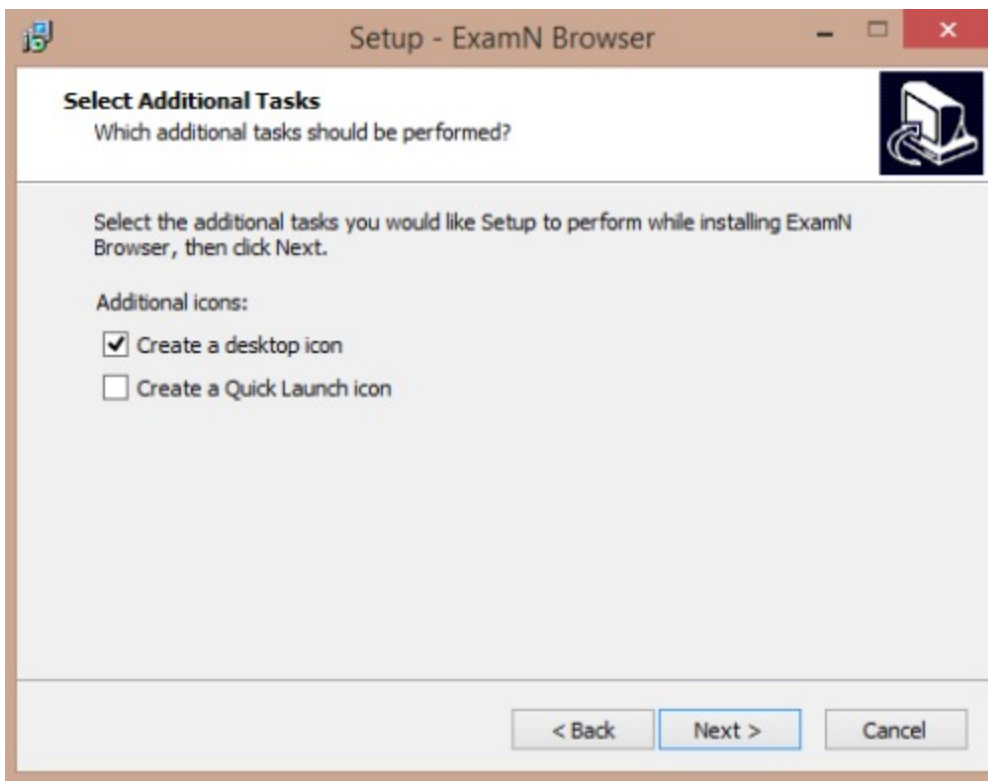 Setup - ExamN Browser
Select Additional Tasks
Which additional tasks should be performed?
Select the additional tasks you would like Setup to perform while installing ExamN
Browser, then click Next.
Additional icons:
Create a desktop icon
Create a Quick Launch icon
< Back Next > Cancel